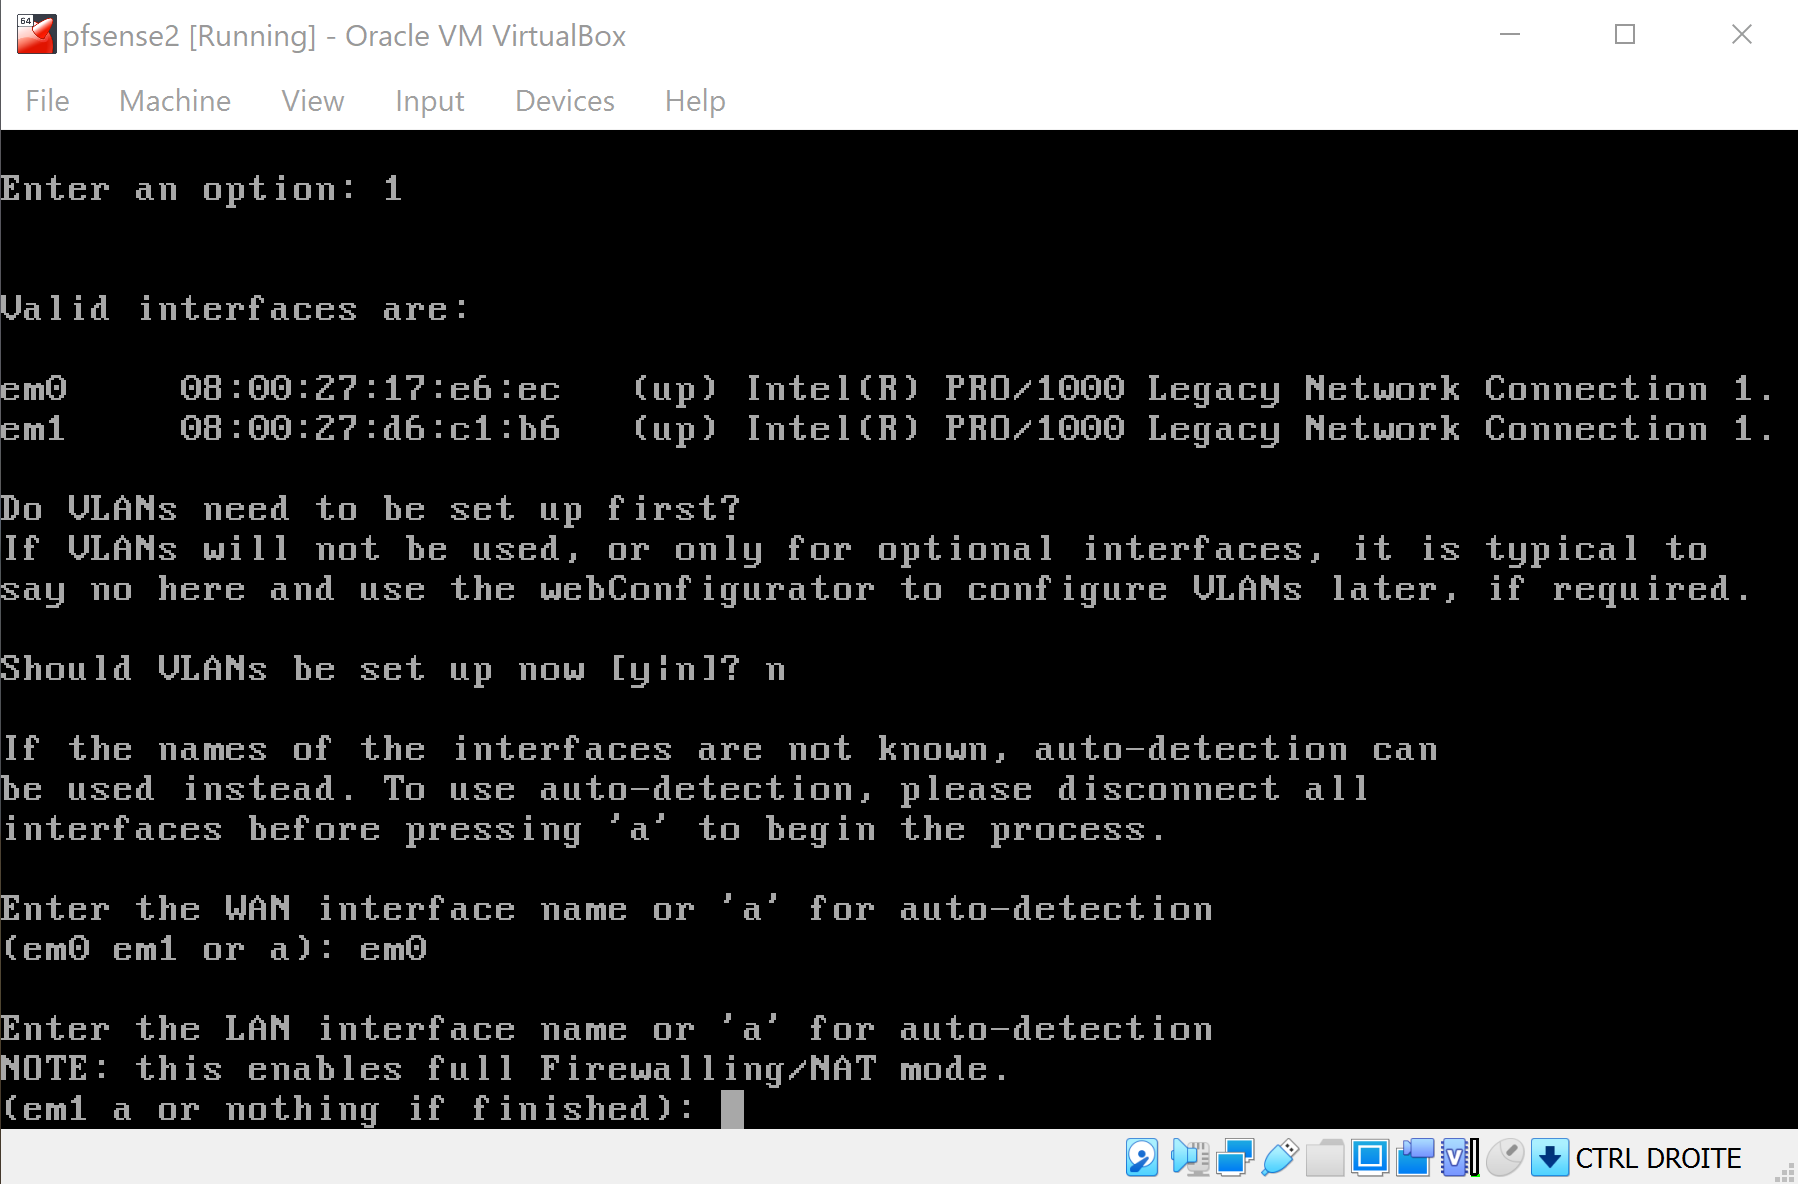 64
pfsense2 [Running] - Oracle VM VirtualBox
File Machine View Input Devices Help
Enter an option: 1
Valid interfaces are:
em0 08:00:27:17:e6:ec (up) Intel(R) PRO/1000 Legacy Network Connection 1.
em1 08:00:27:d6:c1:b6 (up) Intel(R) PRO/1000 Legacy Network Connection 1.
Do VLANs need to be set up first?
If VLANs will not be used, or only for optional interfaces, it is typical to
say no here and use the webConfigurator to configure VLANs later, if required.
Should VLANs be set up now [y|n]? n
If the names of the interfaces are not known, auto-detection can
be used instead. To use auto-detection, please disconnect all
interfaces before pressing 'a' to begin the process.
Enter the WAN interface name or 'a' for auto-detection
(em0 em1 or a): em0
Enter the LAN interface name or 'a' for auto-detection
NOTE: this enables full Firewalling/NAT mode.
(em1 a or nothing if finished):
V
CTRL DROITE